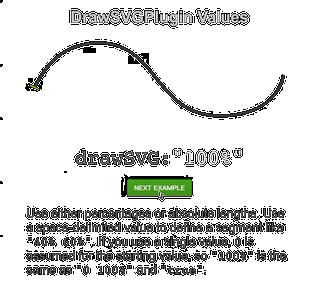 DrawSVGPlugin Values
drawSVG:"100%"
NEXT EXAMPLE
Use either percentages or absolute lengths. Use
a space-delimited value to define a segment like
"40% 60%". If you use a single value, 0 is
assumed for the starting value, so "100%" is the
same as "0 100%" and "true".